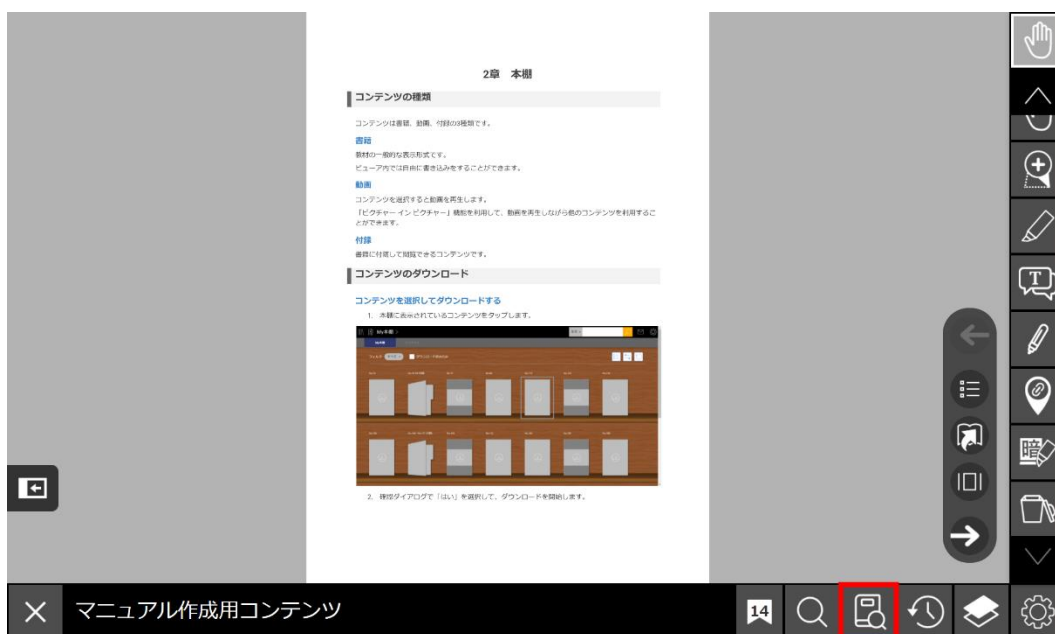 2章 本棚
コンテンツの種類
コンテンツは書籍、動画、付録の3種類です。
書籍
教材の一般的な表示形式です。
ビューア内では自由に書き込みをすることができます。
動画
コンテンツを選択すると動画を再生します。
「ピクチャー イン ピクチャー」機能を利用して、動画を再生しながら他のコンテンツを利用するこ
とができます。
付録
書籍に付随して閲覧できるコンテンツです。
コンテンツのダウンロード
コンテンツを選択してダウンロードする
1. 本棚に表示されているコンテンツをタップします。
My本棚
2. 確認ダイアログで「はい」を選択して、ダウンロードを開始します。
T
暗
マニュアル作成用コンテンツ
14